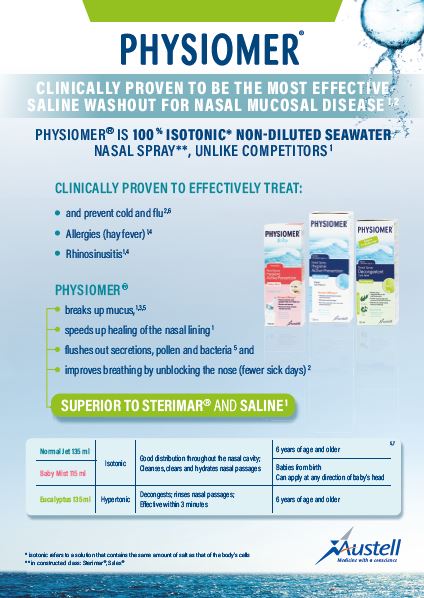 PHYSIOMER®
CLINICALLY PROVEN TO BE THE MOST EFFECTIVE
SALINE WASHOUT FOR NASAL MUCOSAL DISEASE 1,2
PHYSIOMER® IS 100% ISOTONIC* NON-DILUTED SEAWATER
NASAL SPRAY**, UNLIKE COMPETITORS 1
CLINICALLY PROVEN TO EFFECTIVELY TREAT:
• and prevent cold and flu2,6
• Allergies (hay fever) 1,4
• Rhinosinusitis1,4
PHYSIOMER®
breaks up mucus,1,3,5
speeds up healing of the nasal lining 1
flushes out secretions, pollen and bacteria 5 and
improves breathing by unblocking the nose (fewer sick days) 2
PHYSIOMER
PHYSIOMER
PHYSIOMER
SUPERIOR TO STERIMAR® AND SALINE 1
5,7
Normal Jet 135 ml
Baby Mist 115 ml
Isotonic
Good distribution throughout the nasal cavity;
Cleanses, clears and hydrates nasal passages
6 years of age and older
Babies from birth
Can apply at any direction of baby's head
Eucalyptus 135 ml
Hypertonic
Decongests; rinses nasal passages;
Effective within 3 minutes
6 years of age and older
* isotonic refers to a solution that contains the same amount of salt as that of the body's cells
** in constructed class: Sterimar®, Salex®
Austell
Medicine with a conscience